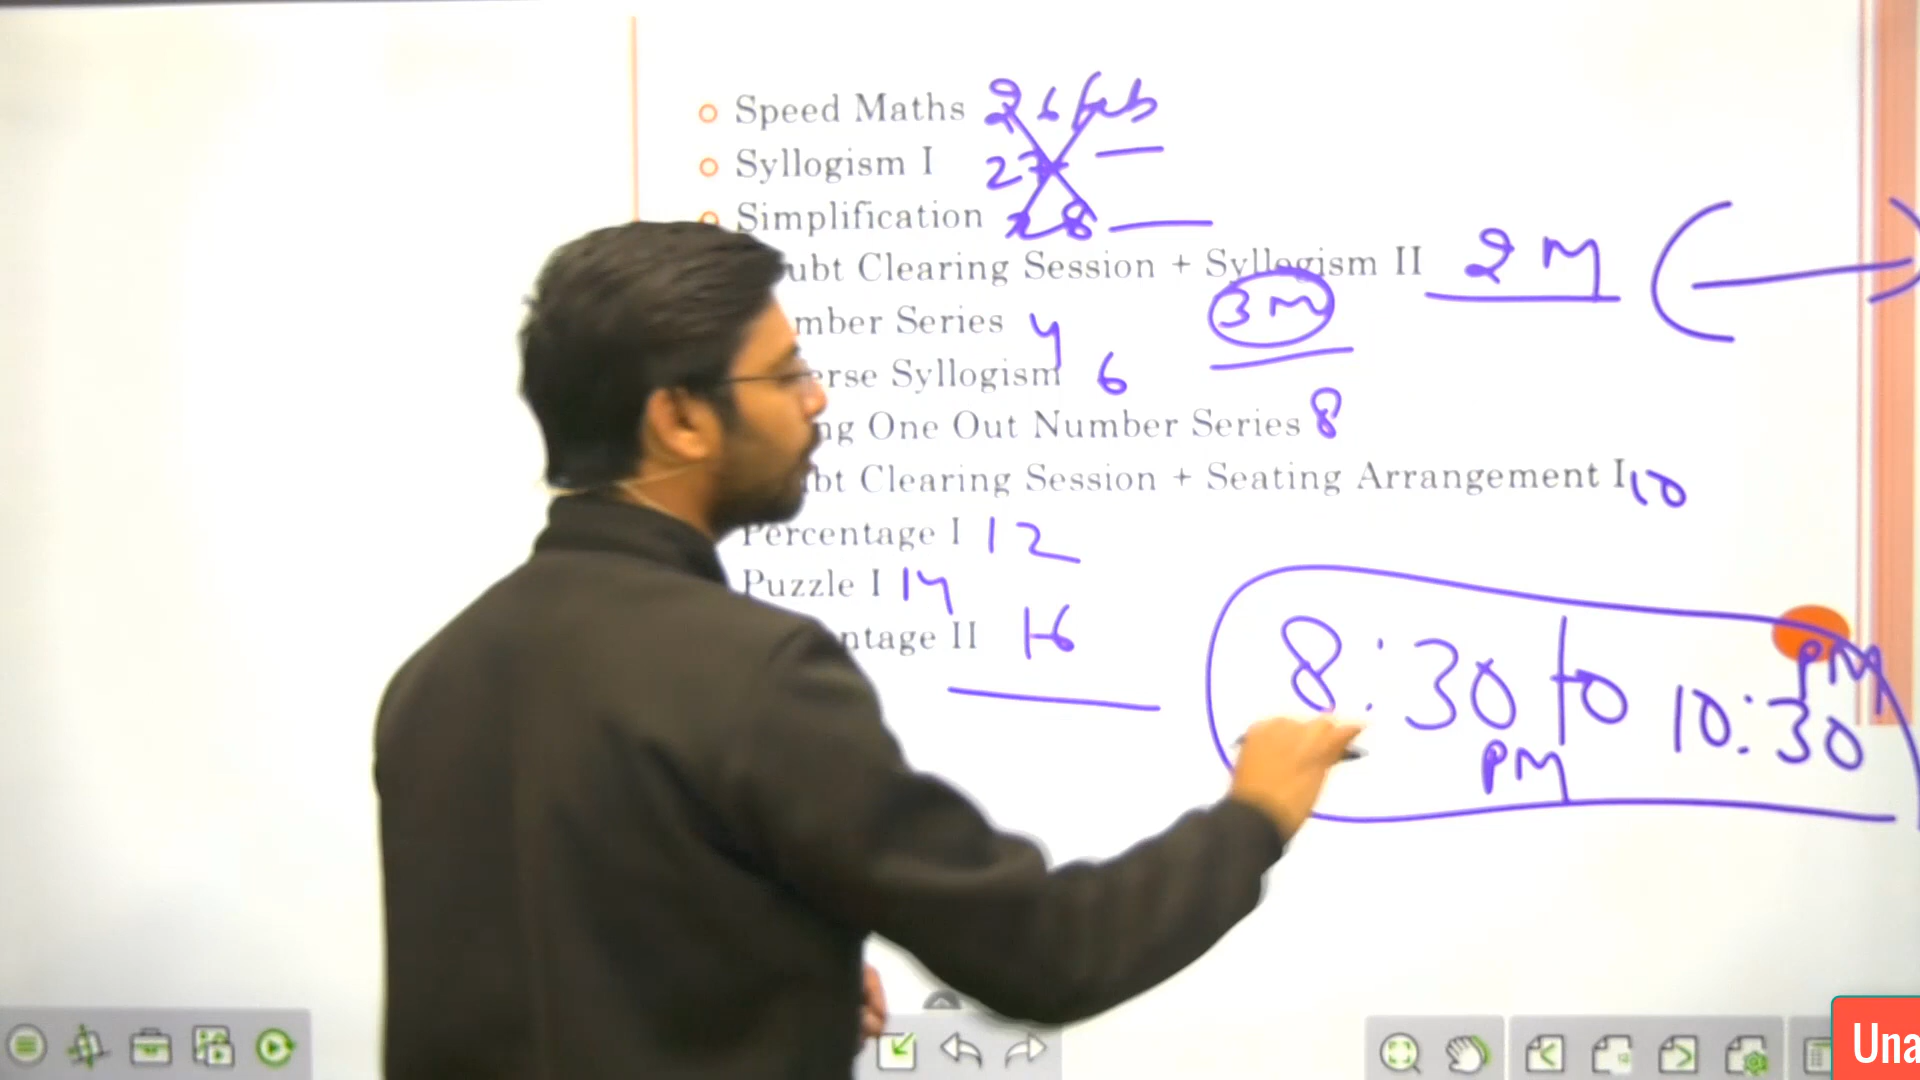 Speed Maths 26 Feb
Syllogism I 27
Simplification 28
ubt Clearing Session + Syllogism II 2 M
mber Series 4 3 M
erse Syllogism 6
ng One Out Number Series 8
bt Clearing Session + Seating Arrangement I 10
Percentage I 12
Puzzle I 14
ntage II 16
8:30 PM to 10:30 PM
Una